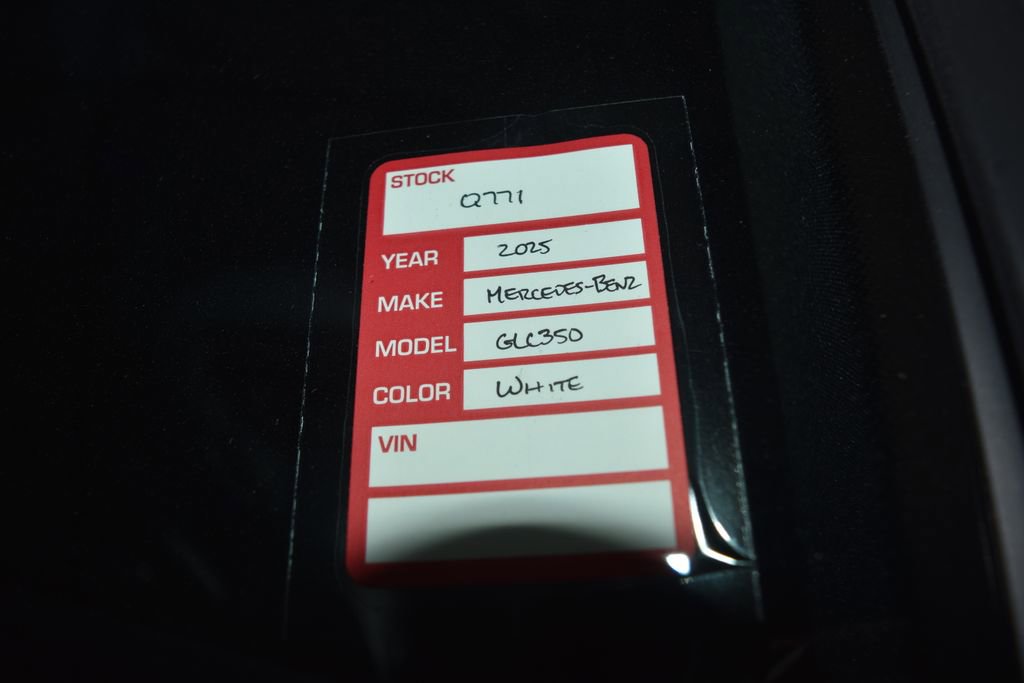 STOCK
Q771
YEAR 2025
MAKE MERCEDES-BENZ
MODEL GLC350
COLOR WHITE
VIN